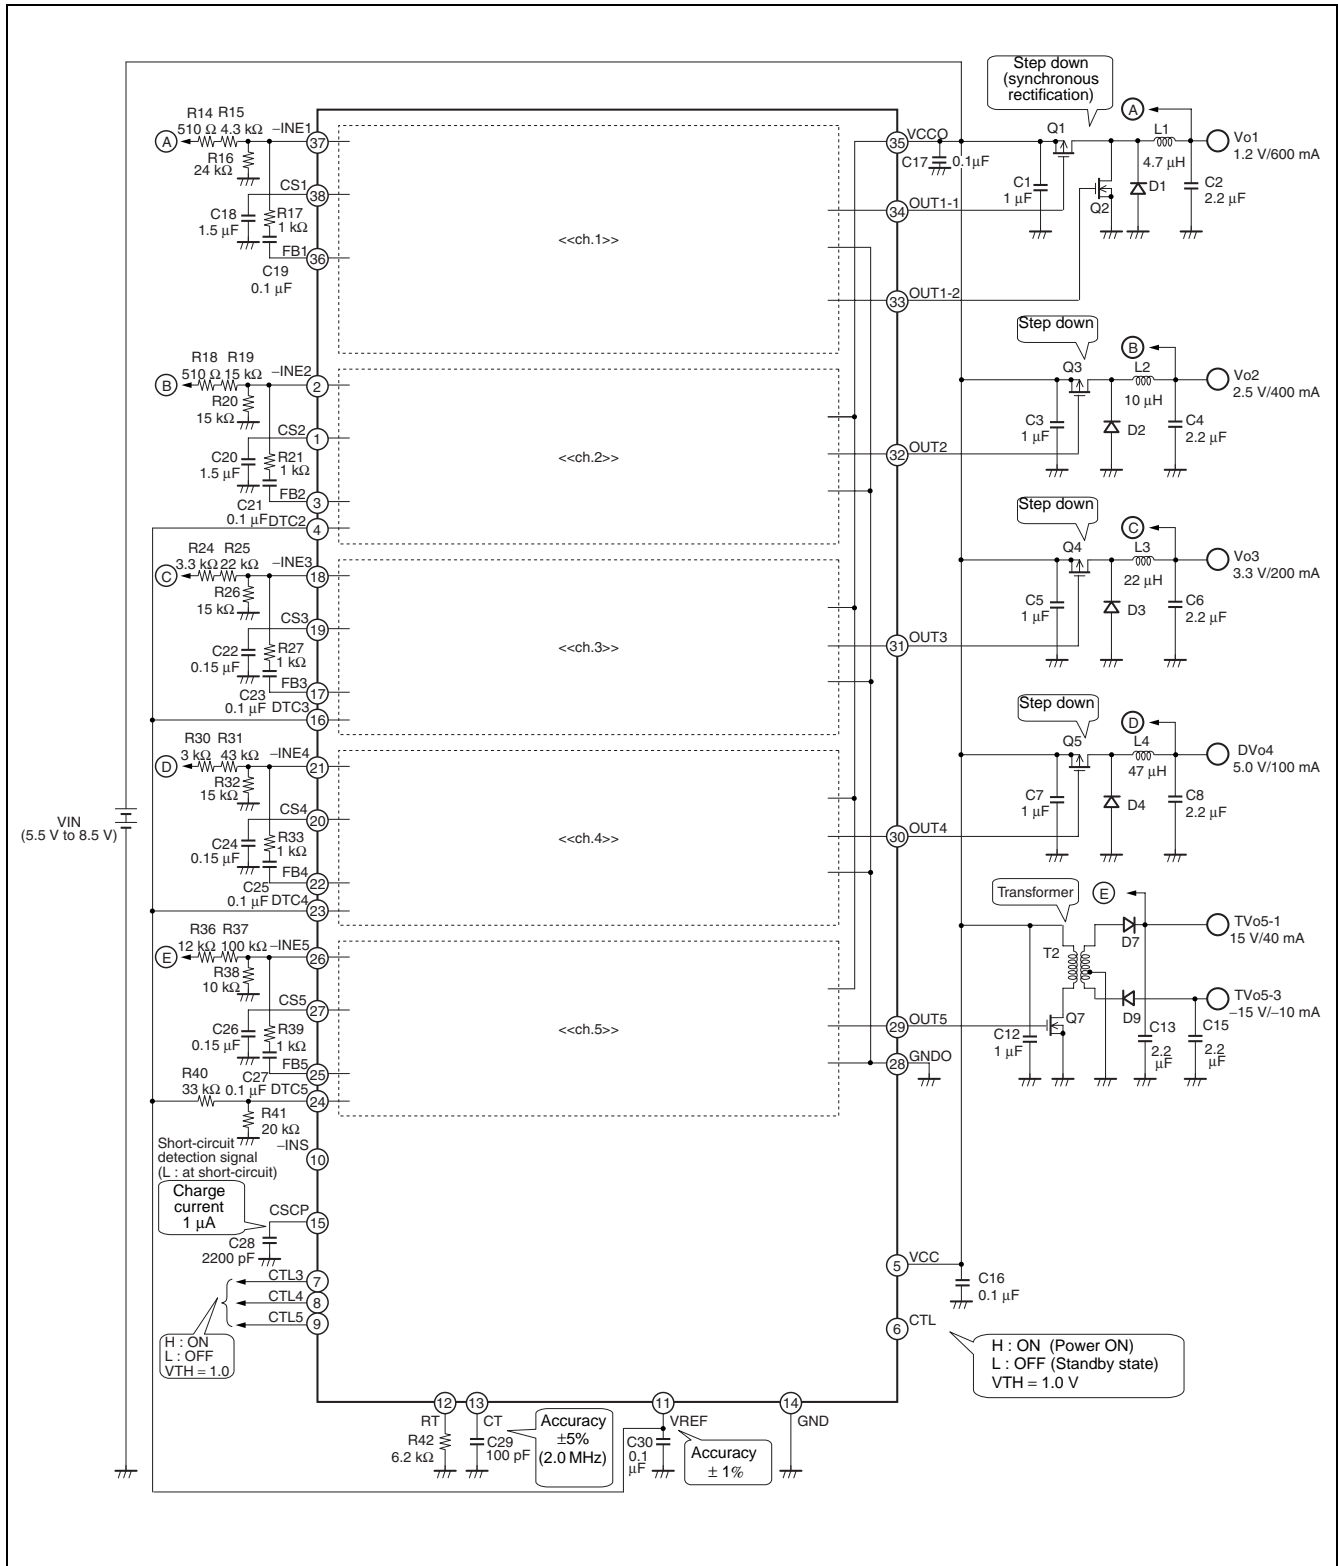 Step down
(synchronous
rectification)
R14 R15
510 Ω 4.3 kΩ
–INE1
A
37
R16
24 kΩ
CS1
38
C18
1.5 μF
R17
1 kΩ
FB1
36
C19
0.1 μF
<<ch.1>>
35
VCCO
C17
0.1μF
34
OUT1-1
33
OUT1-2
Q1
A
L1
4.7 μH
Vo1
1.2 V/600 mA
C1
1 μF
Q2
D1
C2
2.2 μF
R18 R19
510 Ω 15 kΩ
–INE2
B
2
R20
15 kΩ
CS2
1
C20
1.5 μF
R21
1 kΩ
FB2
3
C21
0.1 μF
DTC2
4
<<ch.2>>
32
OUT2
Step down
Q3
B
L2
10 μH
Vo2
2.5 V/400 mA
C3
1 μF
D2
C4
2.2 μF
R24 R25
3.3 kΩ 22 kΩ
–INE3
C
18
R26
15 kΩ
CS3
19
C22
0.15 μF
R27
1 kΩ
FB3
17
C23
0.1 μF
DTC3
16
<<ch.3>>
31
OUT3
Step down
Q4
C
L3
22 μH
Vo3
3.3 V/200 mA
C5
1 μF
D3
C6
2.2 μF
R30 R31
3 kΩ 43 kΩ
–INE4
D
21
R32
15 kΩ
CS4
20
C24
0.15 μF
R33
1 kΩ
FB4
22
C25
0.1 μF
DTC4
23
<<ch.4>>
30
OUT4
Step down
Q5
D
L4
47 μH
DVo4
5.0 V/100 mA
C7
1 μF
D4
C8
2.2 μF
VIN
(5.5 V to 8.5 V)
R36 R37
12 kΩ 100 kΩ
–INE5
E
26
R38
10 kΩ
CS5
27
C26
0.15 μF
R39
1 kΩ
FB5
25
C27
0.1 μF
DTC5
24
R40
33 kΩ
R41
20 kΩ
<<ch.5>>
29
OUT5
28
GNDO
Transformer
E
T2
D7
TVo5-1
15 V/40 mA
Q7
D9
TVo5-3
–15 V/–10 mA
C12
1 μF
C13
2.2
μF
C15
2.2
μF
–INS
10
Short-circuit
detection signal
(L : at short-circuit)
Charge
current
1 μA
CSCP
15
C28
2200 pF
CTL3
7
CTL4
8
CTL5
9
H : ON
L : OFF
VTH = 1.0
5
VCC
C16
0.1 μF
6
CTL
H : ON (Power ON)
L : OFF (Standby state)
VTH = 1.0 V
12
RT
13
CT
11
VREF
14
GND
R42
6.2 kΩ
C29
100 pF
Accuracy
±5%
(2.0 MHz)
C30
0.1
μF
Accuracy
± 1%